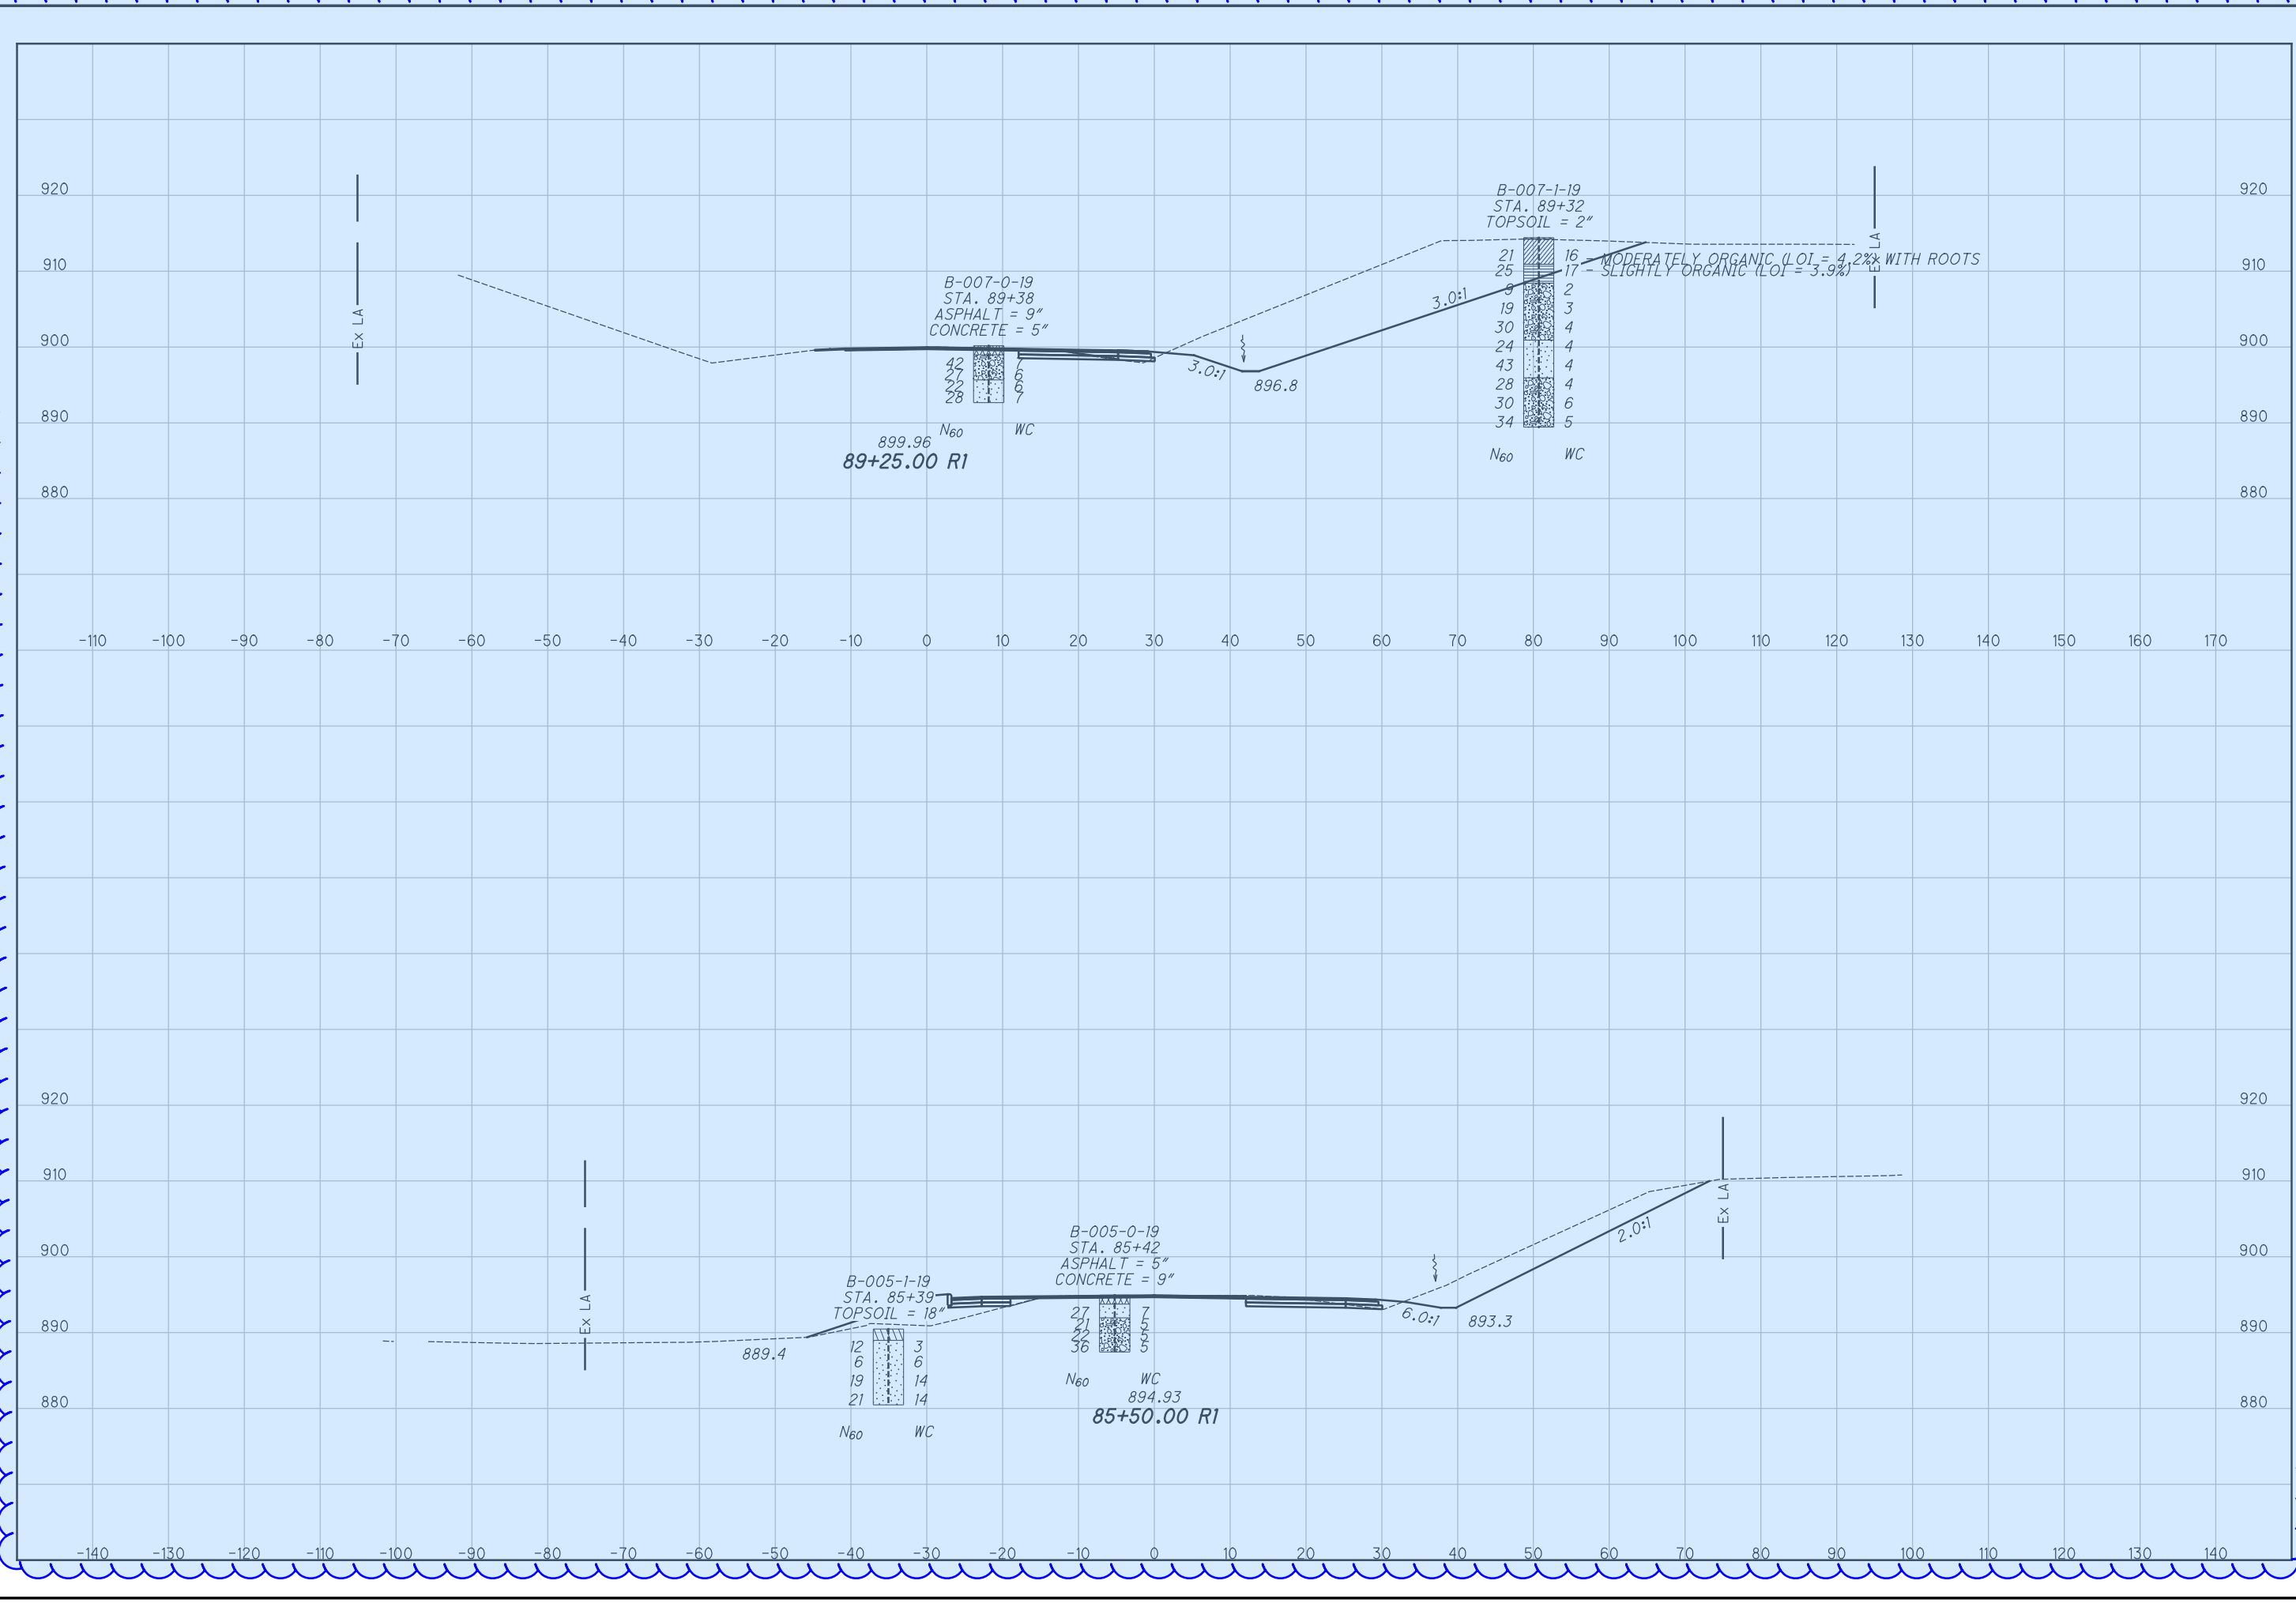 920 920
B-007-1-19
STA. 89+32
TOPSOIL = 2"
Ex LA
21 16 - MODERATELY ORGANIC (LOI = 4.2%) WITH ROOTS
910 910
25 17 - SLIGHTLY ORGANIC (LOI = 3.9%)
B-007-0-19
STA. 89+38
ASPHALT = 9"
CONCRETE = 5"
9 2
3.0:1
19 3
Ex LA
30 4
900 900
24 4
42 7
43 4
27 6
3.0:1
22 6
896.8
28 4
28 7
30 6
890 890
34 5
N60 WC
899.96
89+25.00 R1
N60 WC
880 880
-110 -100 -90 -80 -70 -60 -50 -40 -30 -20 -10 0 10 20 30 40 50 60 70 80 90 100 110 120 130 140 150 160 170
920 920
910 910
Ex LA
2.0:1
B-005-0-19
STA. 85+42
900 900
ASPHALT = 5"
CONCRETE = 9"
B-005-1-19
STA. 85+39
TOPSOIL = 18"
Ex LA
27 7
6.0:1
893.3
21 5
890 890
22 5
36 5
12 3
889.4
6 6
19 14
N60 WC
894.93
21 14
880 880
85+50.00 R1
N60 WC
-140 -130 -120 -110 -100 -90 -80 -70 -60 -50 -40 -30 -20 -10 0 10 20 30 40 50 60 70 80 90 100 110 120 130 140